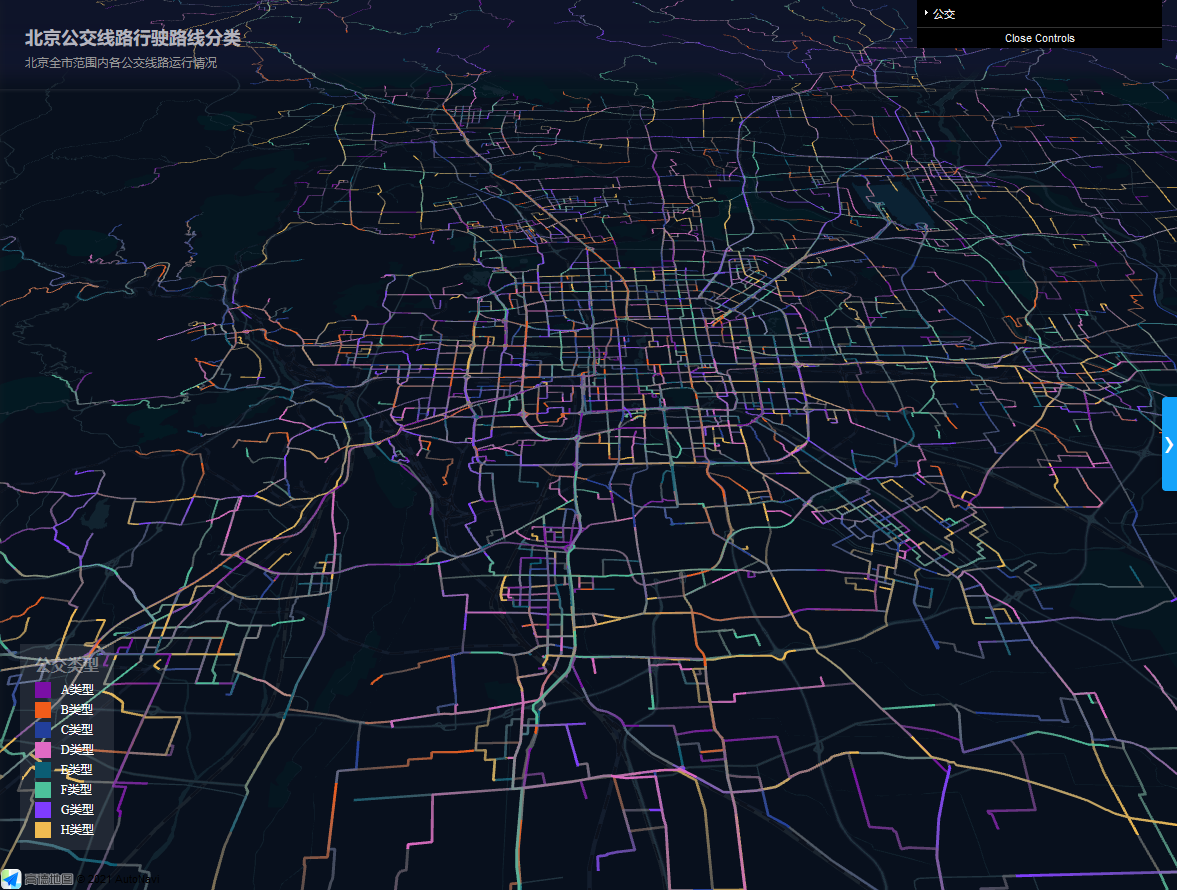 北京公交线路行驶路线分类
北京全市范围内各公交线路运行情况
公交
Close Controls
公交类型
A类型
B类型
C类型
D类型
E类型
F类型
G类型
H类型
高德地图